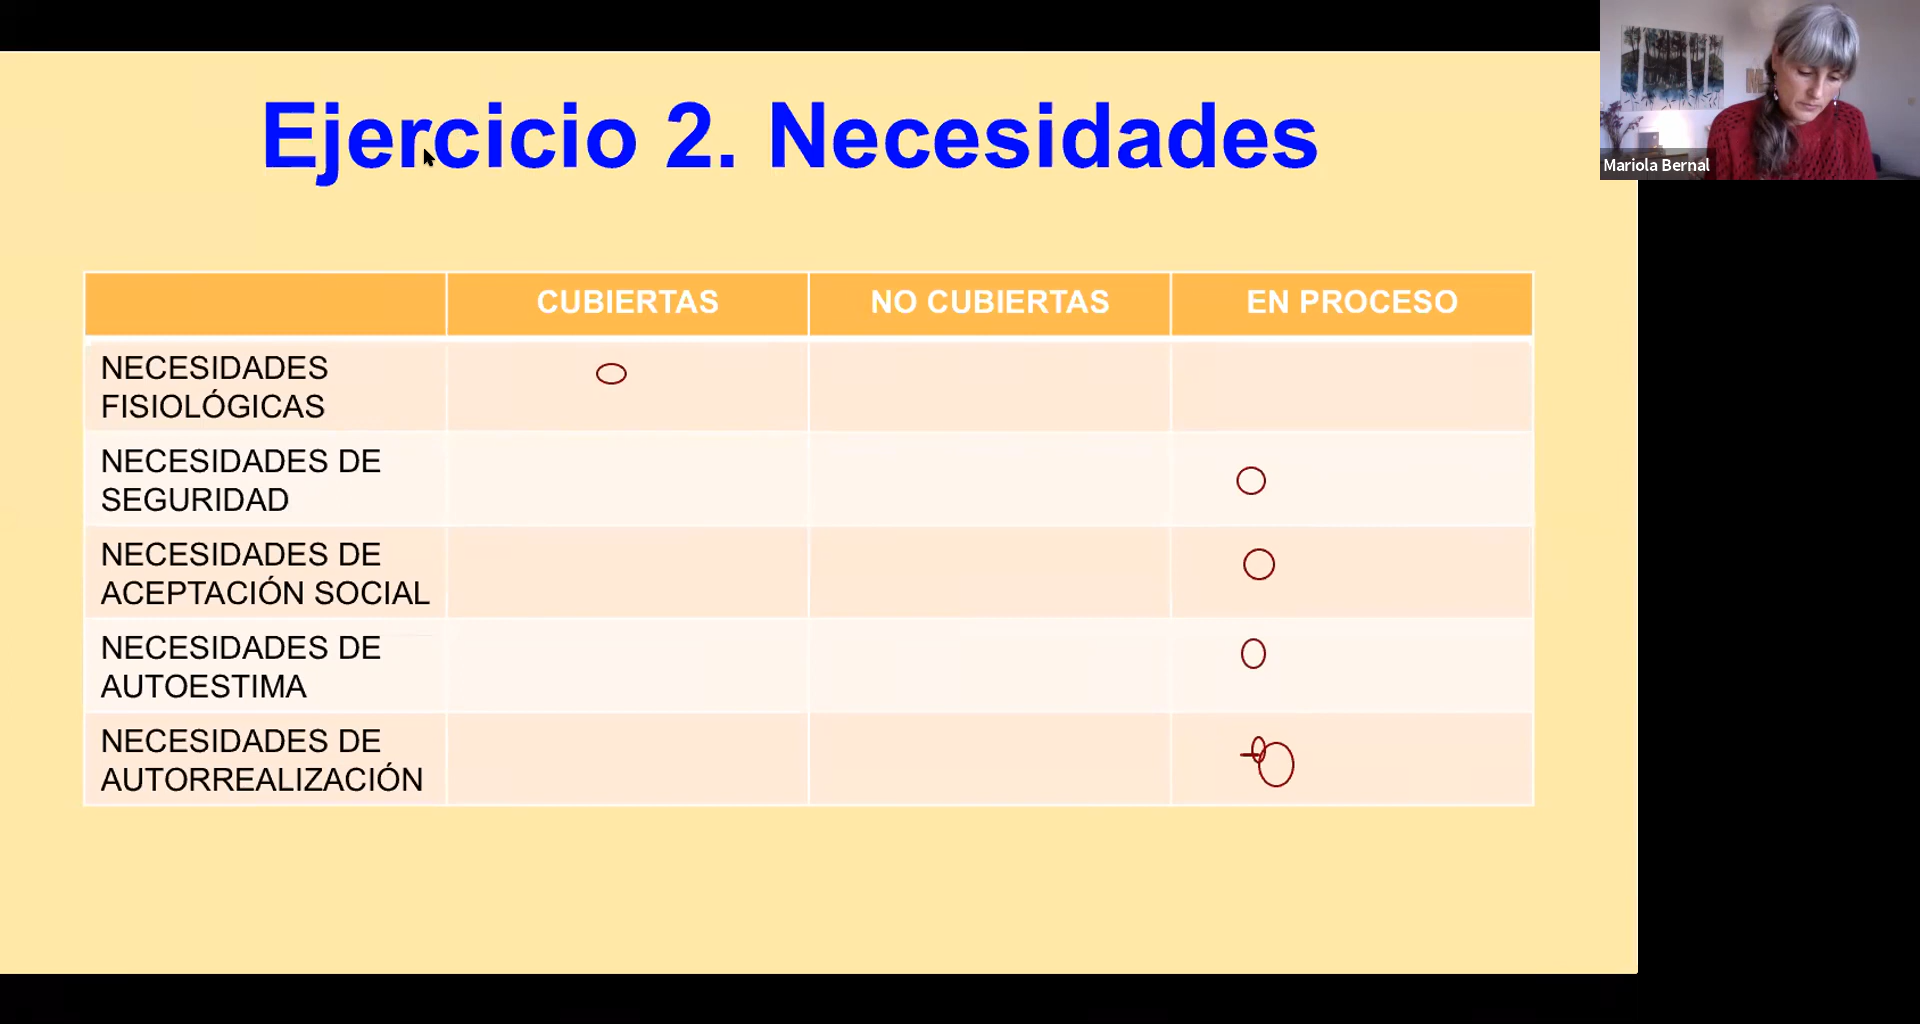 Ejercicio 2. Necesidades
Mariola Bernal
CUBIERTAS NO CUBIERTAS EN PROCESO
NECESIDADES
FISIOLÓGICAS
NECESIDADES DE
SEGURIDAD
NECESIDADES DE
ACEPTACIÓN SOCIAL
NECESIDADES DE
AUTOESTIMA
NECESIDADES DE
AUTORREALIZACIÓN